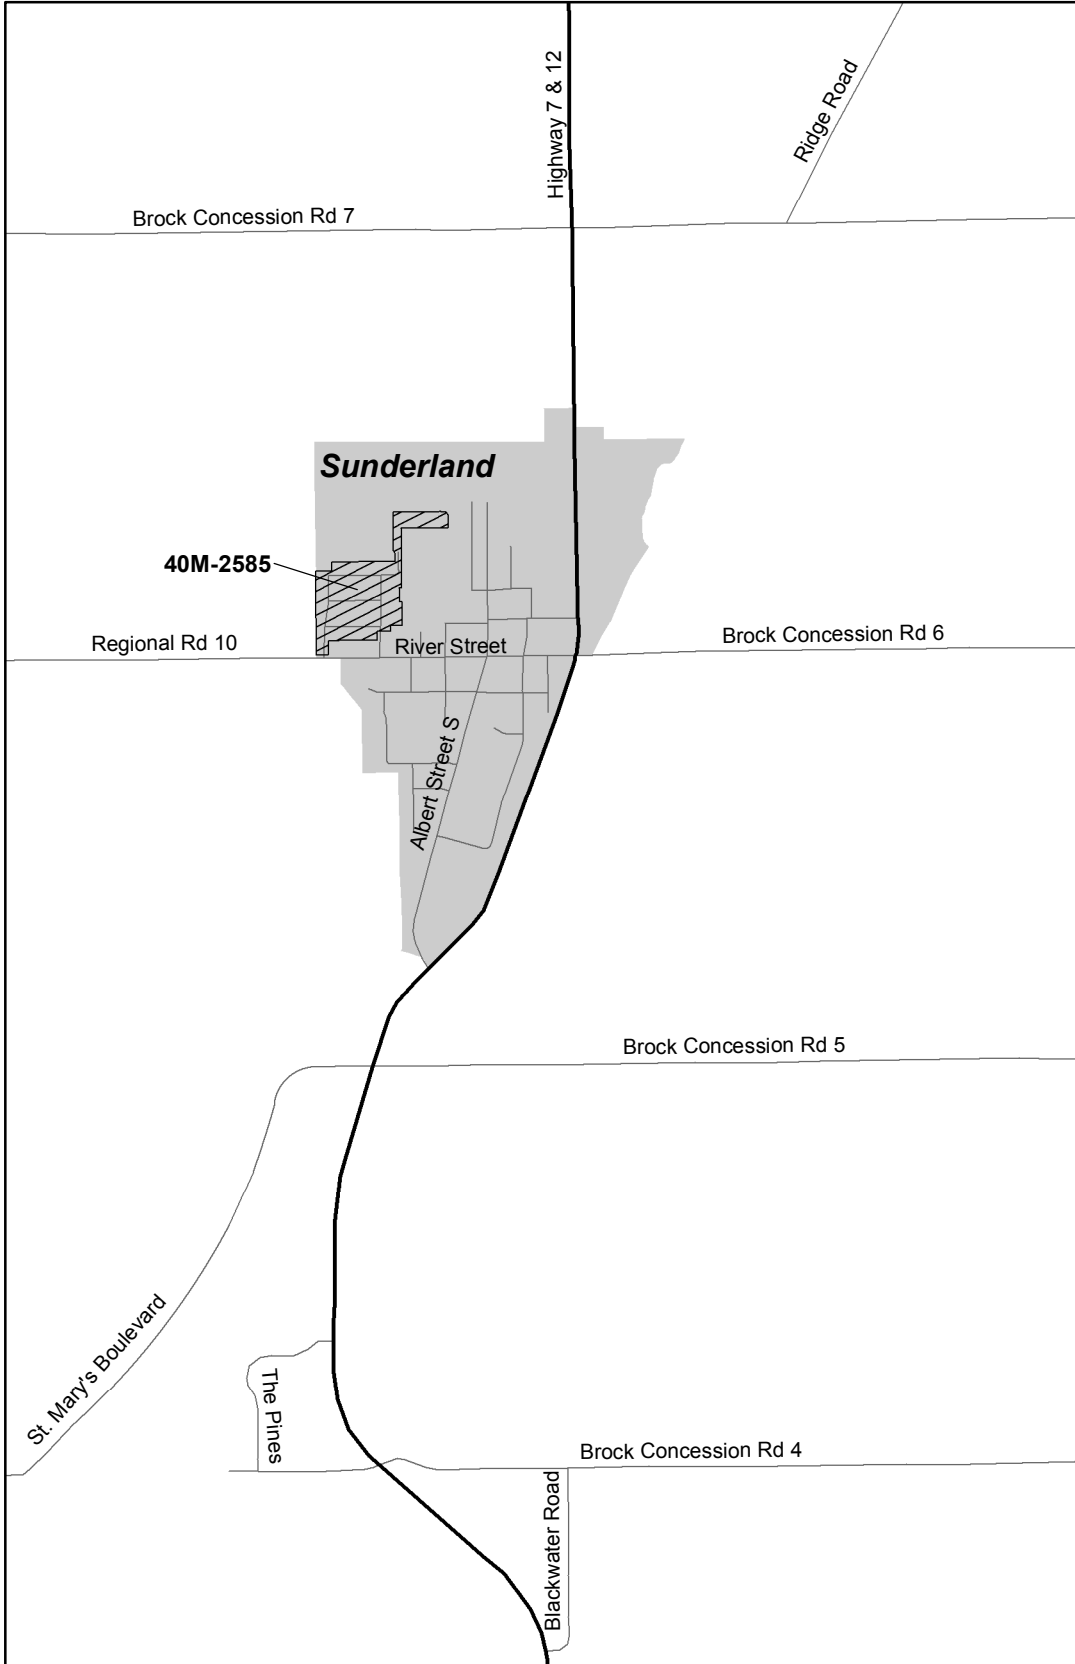 Highway 7 & 12
Ridge Road
Brock Concession Rd 7
Sunderland
40M-2585
Regional Rd 10
River Street
Brock Concession Rd 6
Albert Street S
Brock Concession Rd 5
St. Mary's Boulevard
The Pines
Brock Concession Rd 4
Blackwater Road